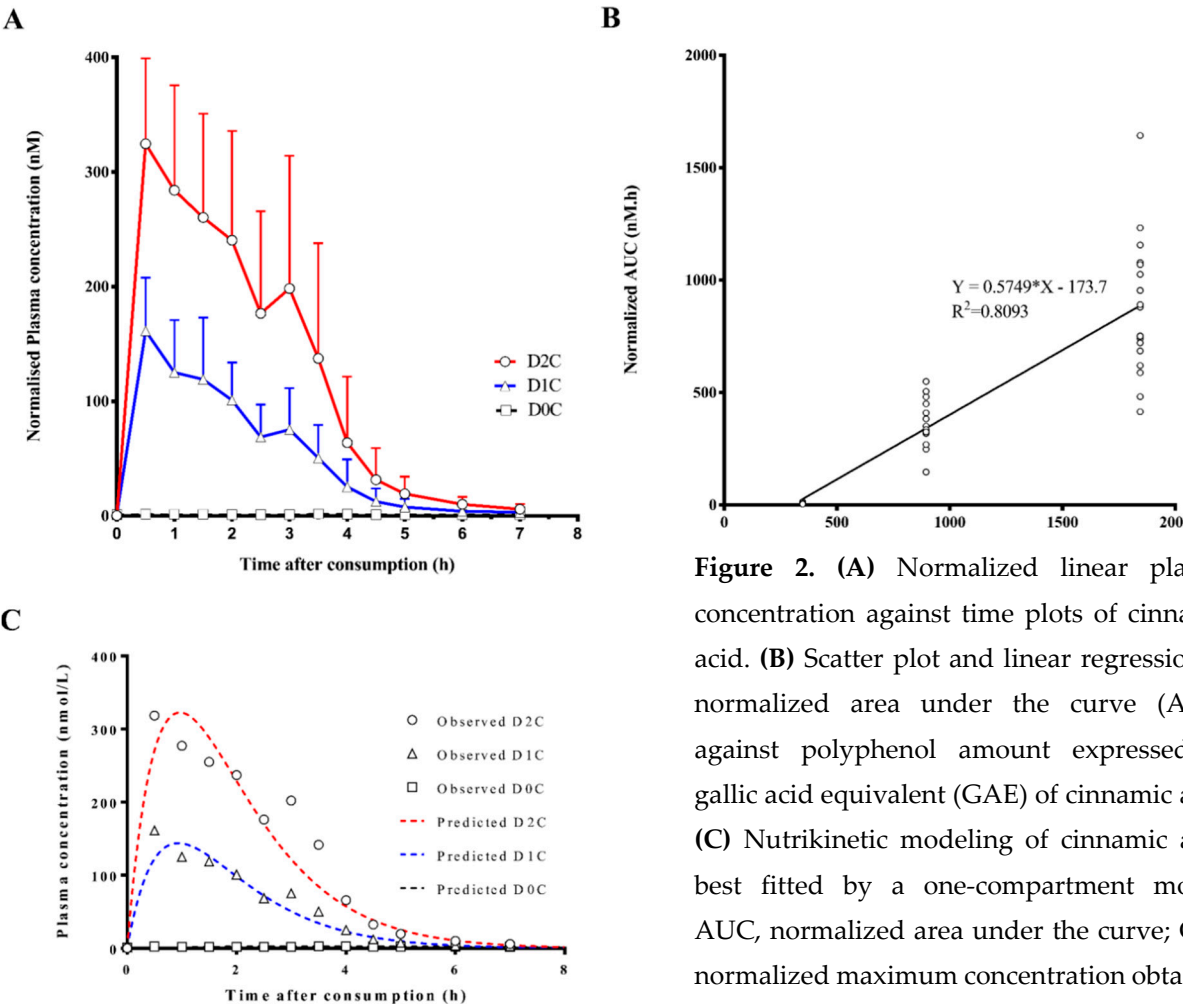 A
400
300
200
100
0
Normalised Plasma concentration (nM)
D2C
D1C
D0C
0 1 2 3 4 5 6 7 8
Time after consumption (h)
B
2000
1500
1000
500
0
Normalized AUC (nM.h)
Y = 0.5749*X - 173.7
R²=0.8093
0 500 1000 1500 200
Figure 2. (A) Normalized linear pla
concentration against time plots of cinna
acid. (B) Scatter plot and linear regressio
normalized area under the curve (A
against polyphenol amount expressed
gallic acid equivalent (GAE) of cinnamic a
(C) Nutrikinetic modeling of cinnamic a
best fitted by a one-compartment mo
AUC, normalized area under the curve; C
normalized maximum concentration obta
C
400
300
200
100
0
Plasma concentration (nmol/L)
Observed D2C
Observed D1C
Observed D0C
Predicted D2C
Predicted D1C
Predicted D0C
0 2 4 6 8
Time after consumption (h)